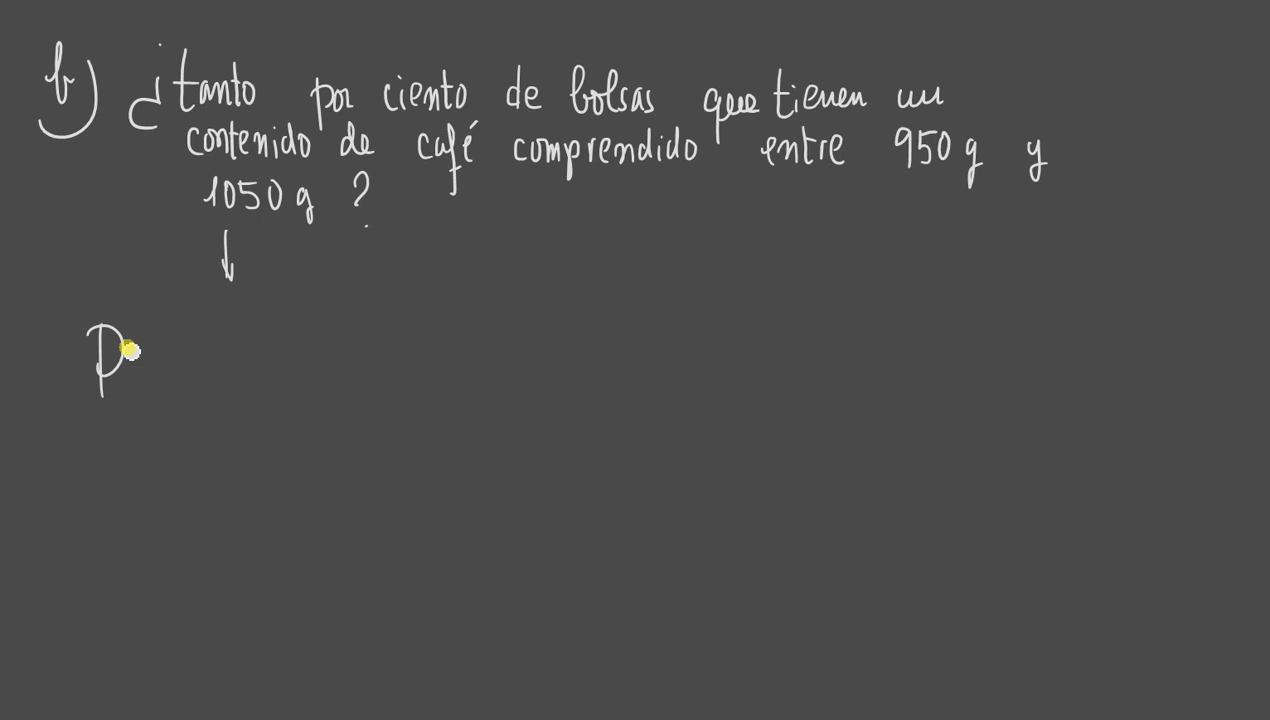 b) ¿tanto por ciento de bolsas que tienen un
contenido de café comprendido entre 950 g y
1050 g ?
↓
P